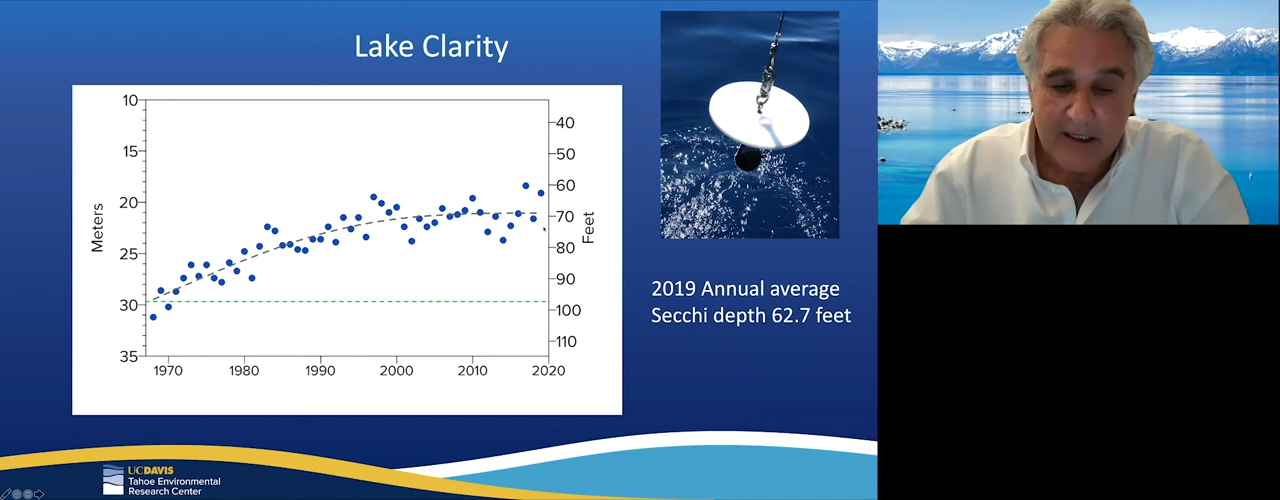 Lake Clarity
10
15
20
25
30
35
Meters
40
50
60
70
80
90
100
110
Feet
1970
1980
1990
2000
2010
2020
2019 Annual average
Secchi depth 62.7 feet
UCDAVIS
Tahoe Environmental
Research Center